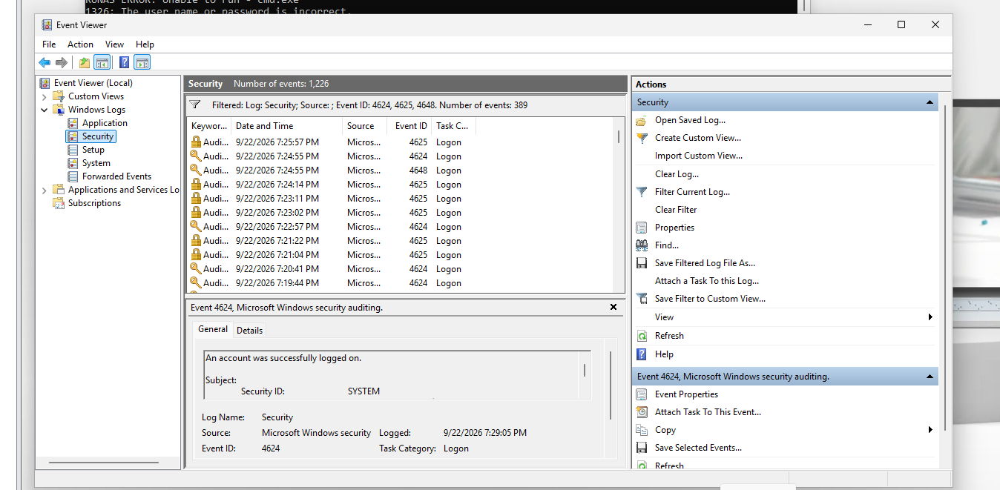 RUNAS ERROR: Unable to run - cmd.exe
1326: The user name or password is incorrect.
Event Viewer
File Action View Help
Event Viewer (Local)
Custom Views
Windows Logs
Application
Security
Setup
System
Forwarded Events
Applications and Services Lo
Subscriptions
Security Number of events: 1,226
Filtered: Log: Security; Source: ; Event ID: 4624, 4625, 4648. Number of events: 389
Keywor... Date and Time Source Event ID Task C...
Audi... 9/22/2026 7:25:57 PM Micros... 4625 Logon
Audi... 9/22/2026 7:24:55 PM Micros... 4624 Logon
Audi... 9/22/2026 7:24:55 PM Micros... 4648 Logon
Audi... 9/22/2026 7:24:14 PM Micros... 4625 Logon
Audi... 9/22/2026 7:23:11 PM Micros... 4625 Logon
Audi... 9/22/2026 7:23:02 PM Micros... 4625 Logon
Audi... 9/22/2026 7:22:57 PM Micros... 4624 Logon
Audi... 9/22/2026 7:21:22 PM Micros... 4625 Logon
Audi... 9/22/2026 7:21:04 PM Micros... 4625 Logon
Audi... 9/22/2026 7:20:41 PM Micros... 4624 Logon
Audi... 9/22/2026 7:19:44 PM Micros... 4624 Logon
Event 4624, Microsoft Windows security auditing.
General Details
An account was successfully logged on.
Subject:
Security ID: SYSTEM
Log Name: Security
Source: Microsoft Windows security Logged: 9/22/2026 7:29:05 PM
Event ID: 4624 Task Category: Logon
Actions
Security
Open Saved Log...
Create Custom View...
Import Custom View...
Clear Log...
Filter Current Log...
Clear Filter
Properties
Find...
Save Filtered Log File As...
Attach a Task To this Log...
Save Filter to Custom View...
View
Refresh
Help
Event 4624, Microsoft Windows security auditing.
Event Properties
Attach Task To This Event...
Copy
Save Selected Events...
Refresh